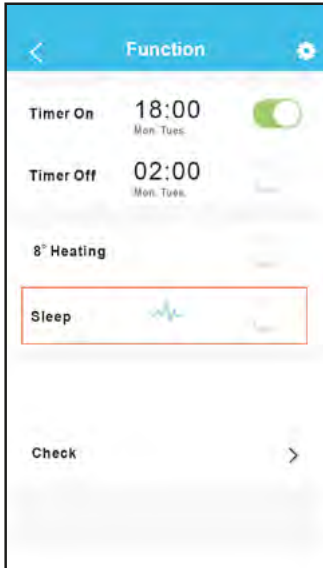 Function
Timer On 18:00
Mon. Tues.
Timer Off 02:00
Mon. Tues.
8° Heating
Sleep
Check